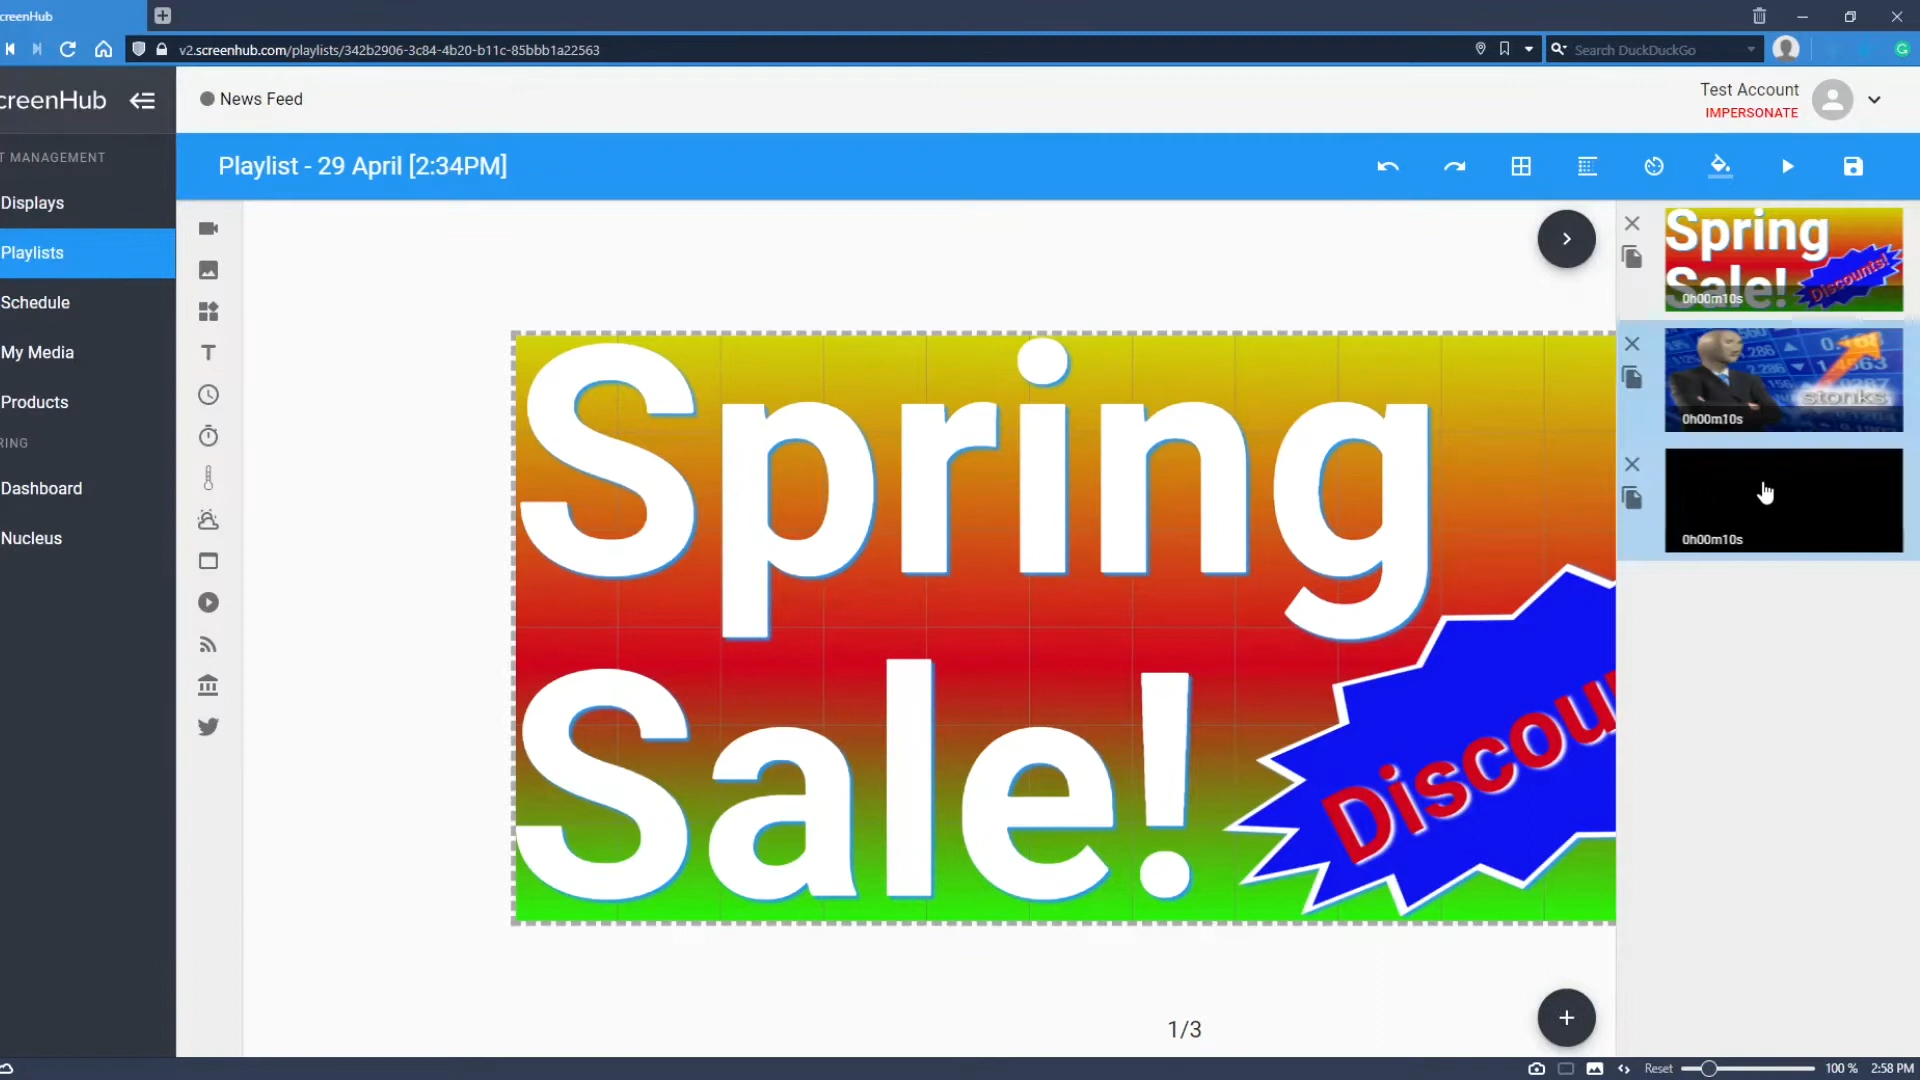 creenHub
v2.screenhub.com/playlists/342b2906-3c84-4b20-b11c-85bbb1a22563
Search DuckDuckGo
creenHub
News Feed
Test Account
IMPERSONATE
T MANAGEMENT
Playlist - 29 April [2:34PM]
Displays
Playlists
Schedule
My Media
Products
RING
Dashboard
Nucleus
Spring
Sale!
Discou
1/3
Spring
Sale!
Discounts!
0h00m10s
stonks
0h00m10s
0h00m10s
Reset
100 %
2:58 PM